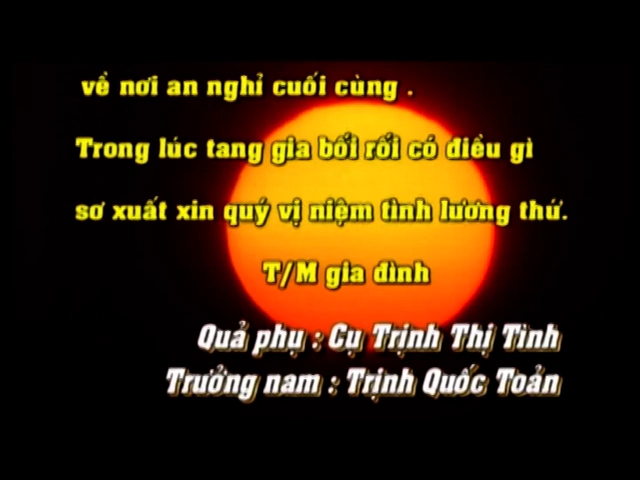 về nơi an nghỉ cuối cùng .
Trong lúc tang gia bối rối có điều gì
sơ xuất xin quý vị niệm tình lương thứ.
T/M gia đình
Quả phụ : Cụ Trịnh Thị Tình
Trưởng nam : Trịnh Quốc Toản